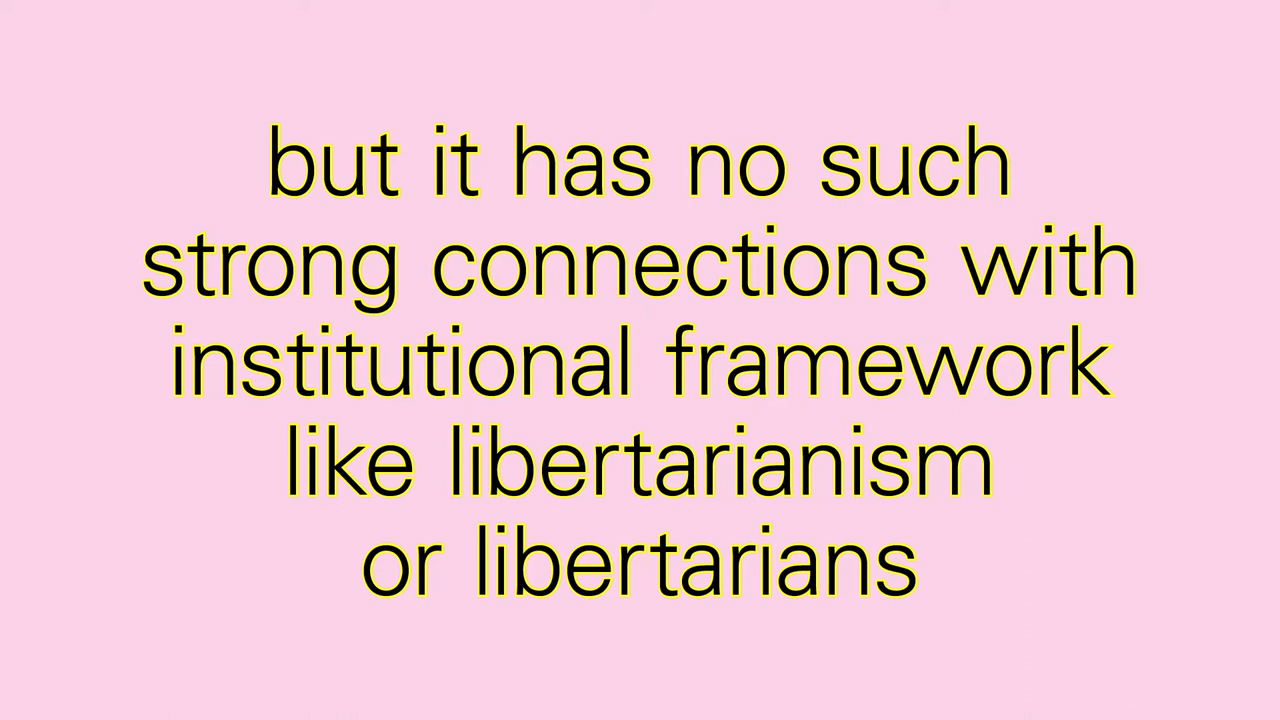 but it has no such
strong connections with
institutional framework
like libertarianism
or libertarians